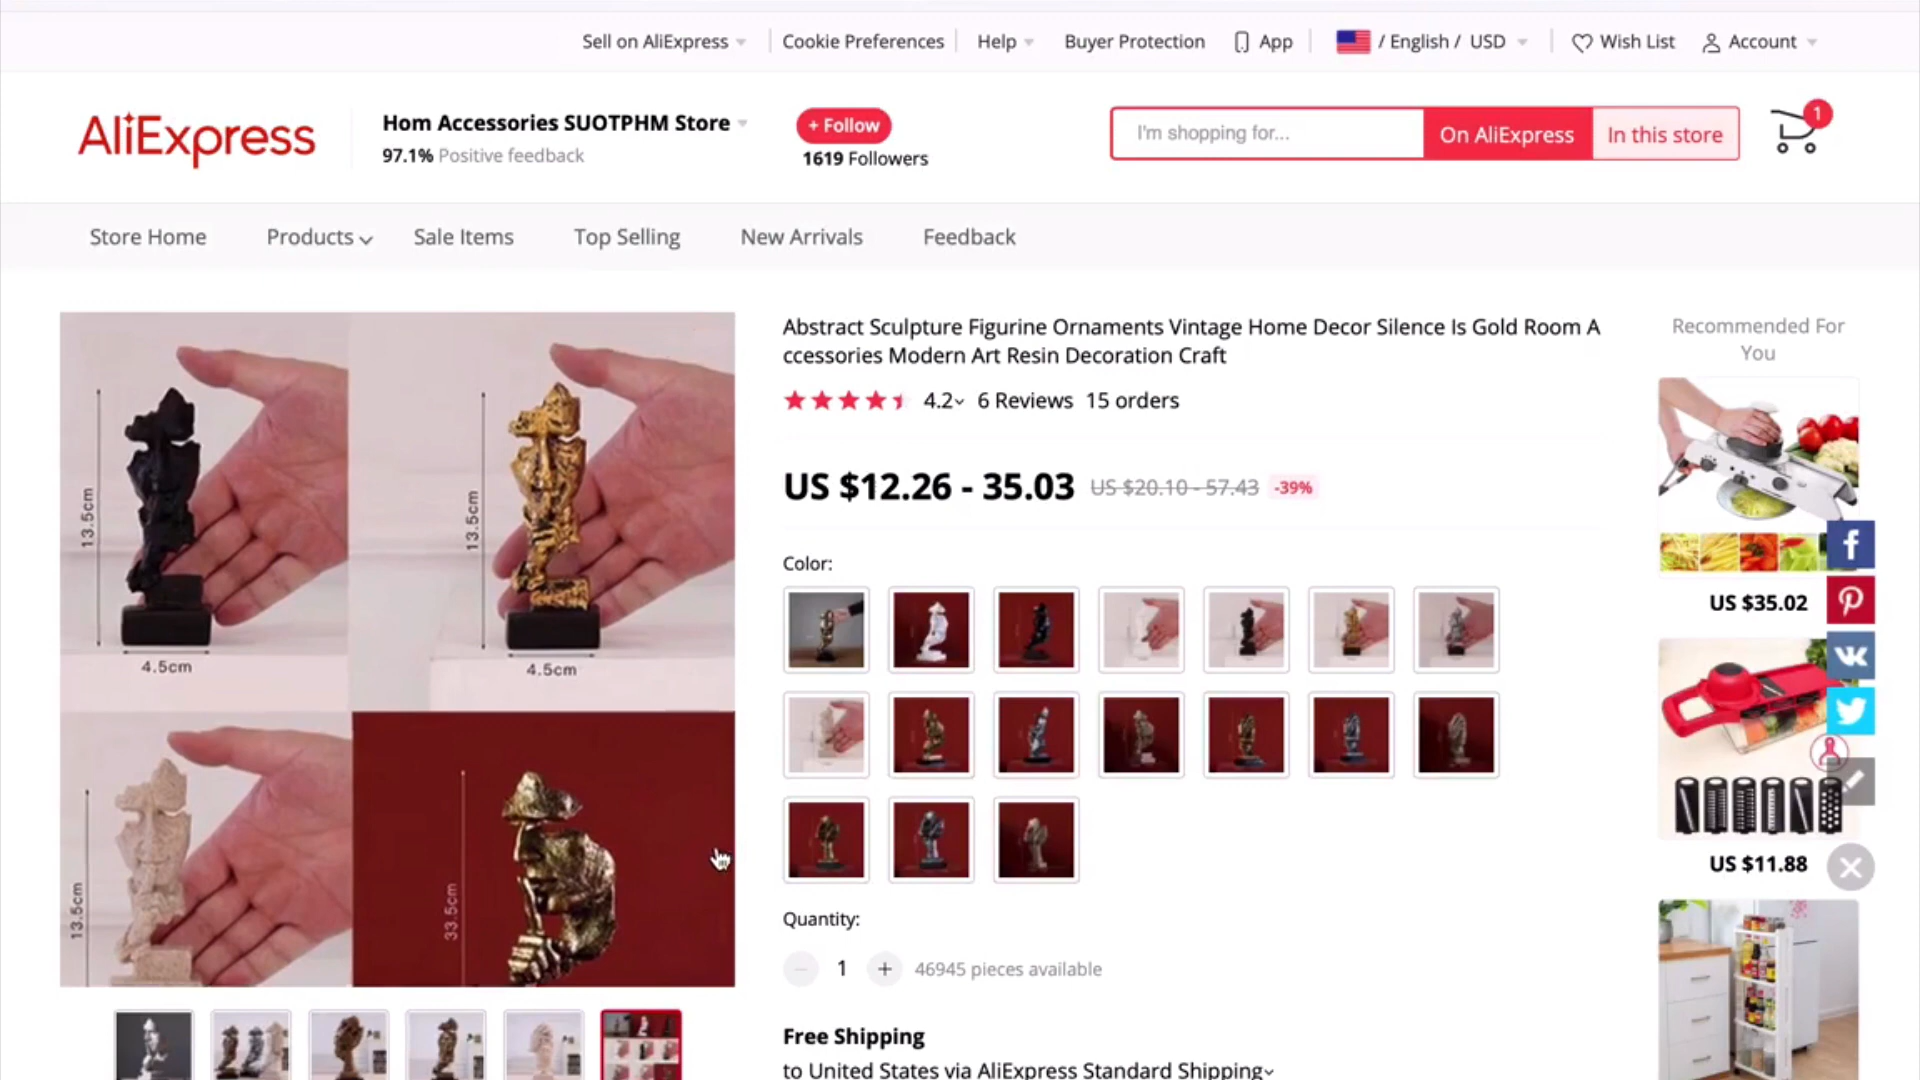 Sell on AliExpress
Cookie Preferences
Help
Buyer Protection
App
/ English / USD
Wish List
Account
AliExpress
Hom Accessories SUOTPHM Store
97.1% Positive feedback
+ Follow
1619 Followers
I'm shopping for...
On AliExpress
In this store
1
Store Home
Products
Sale Items
Top Selling
New Arrivals
Feedback
13.5cm
4.5cm
13.5cm
4.5cm
13.5cm
33.5cm
Abstract Sculpture Figurine Ornaments Vintage Home Decor Silence Is Gold Room A
ccessories Modern Art Resin Decoration Craft
4.2 6 Reviews 15 orders
US $12.26 - 35.03 US $20.10 - 57.43 -39%
Color:
Quantity:
1
46945 pieces available
Free Shipping
to United States via AliExpress Standard Shipping
Recommended For
You
US $35.02
US $11.88